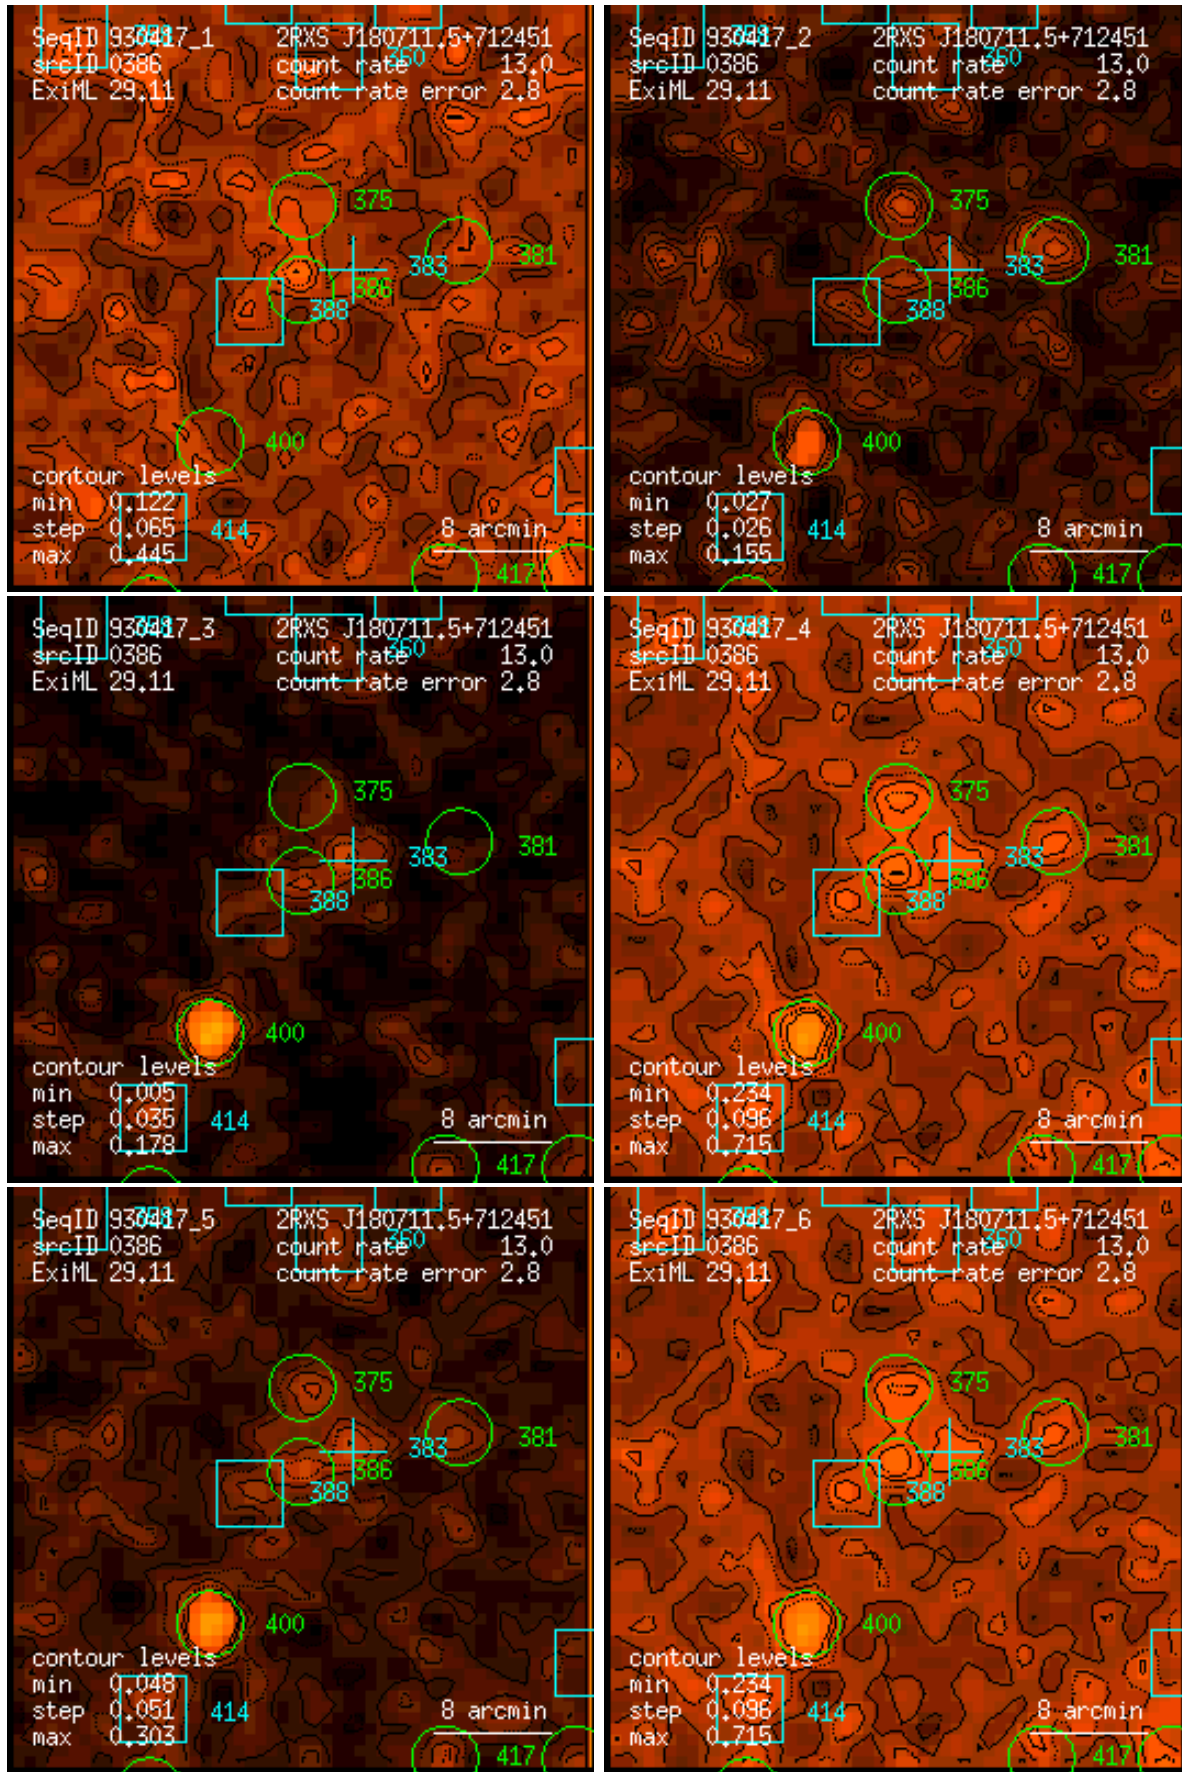 SeqID 930417_1 2RXS J180711.5+712451
srcID 0386 count rate 13.0
360
ExiML 29.11 count rate error 2.8
375
381
383
386
388
400
contour levels
min 0.122
step 0.065 414 8 arcmin
max 0.445
417
SeqID 930417_2 2RXS J180711.5+712451
srcID 0386 count rate 13.0
360
ExiML 29.11 count rate error 2.8
375
381
383
386
388
400
contour levels
min 0.027
step 0.026 414 8 arcmin
max 0.155
417
SeqID 930417_3 2RXS J180711.5+712451
srcID 0386 count rate 13.0
360
ExiML 29.11 count rate error 2.8
375
381
383
386
388
400
contour levels
min 0.005
step 0.035 414 8 arcmin
max 0.178
417
SeqID 930417_4 2RXS J180711.5+712451
srcID 0386 count rate 13.0
360
ExiML 29.11 count rate error 2.8
375
381
383
386
388
400
contour levels
min 0.234
step 0.096 414 8 arcmin
max 0.715
417
SeqID 930417_5 2RXS J180711.5+712451
srcID 0386 count rate 13.0
360
ExiML 29.11 count rate error 2.8
375
381
383
386
388
400
contour levels
min 0.048
step 0.051 414 8 arcmin
max 0.303
417
SeqID 930417_6 2RXS J180711.5+712451
srcID 0386 count rate 13.0
360
ExiML 29.11 count rate error 2.8
375
381
383
386
388
400
contour levels
min 0.234
step 0.096 414 8 arcmin
max 0.715
417